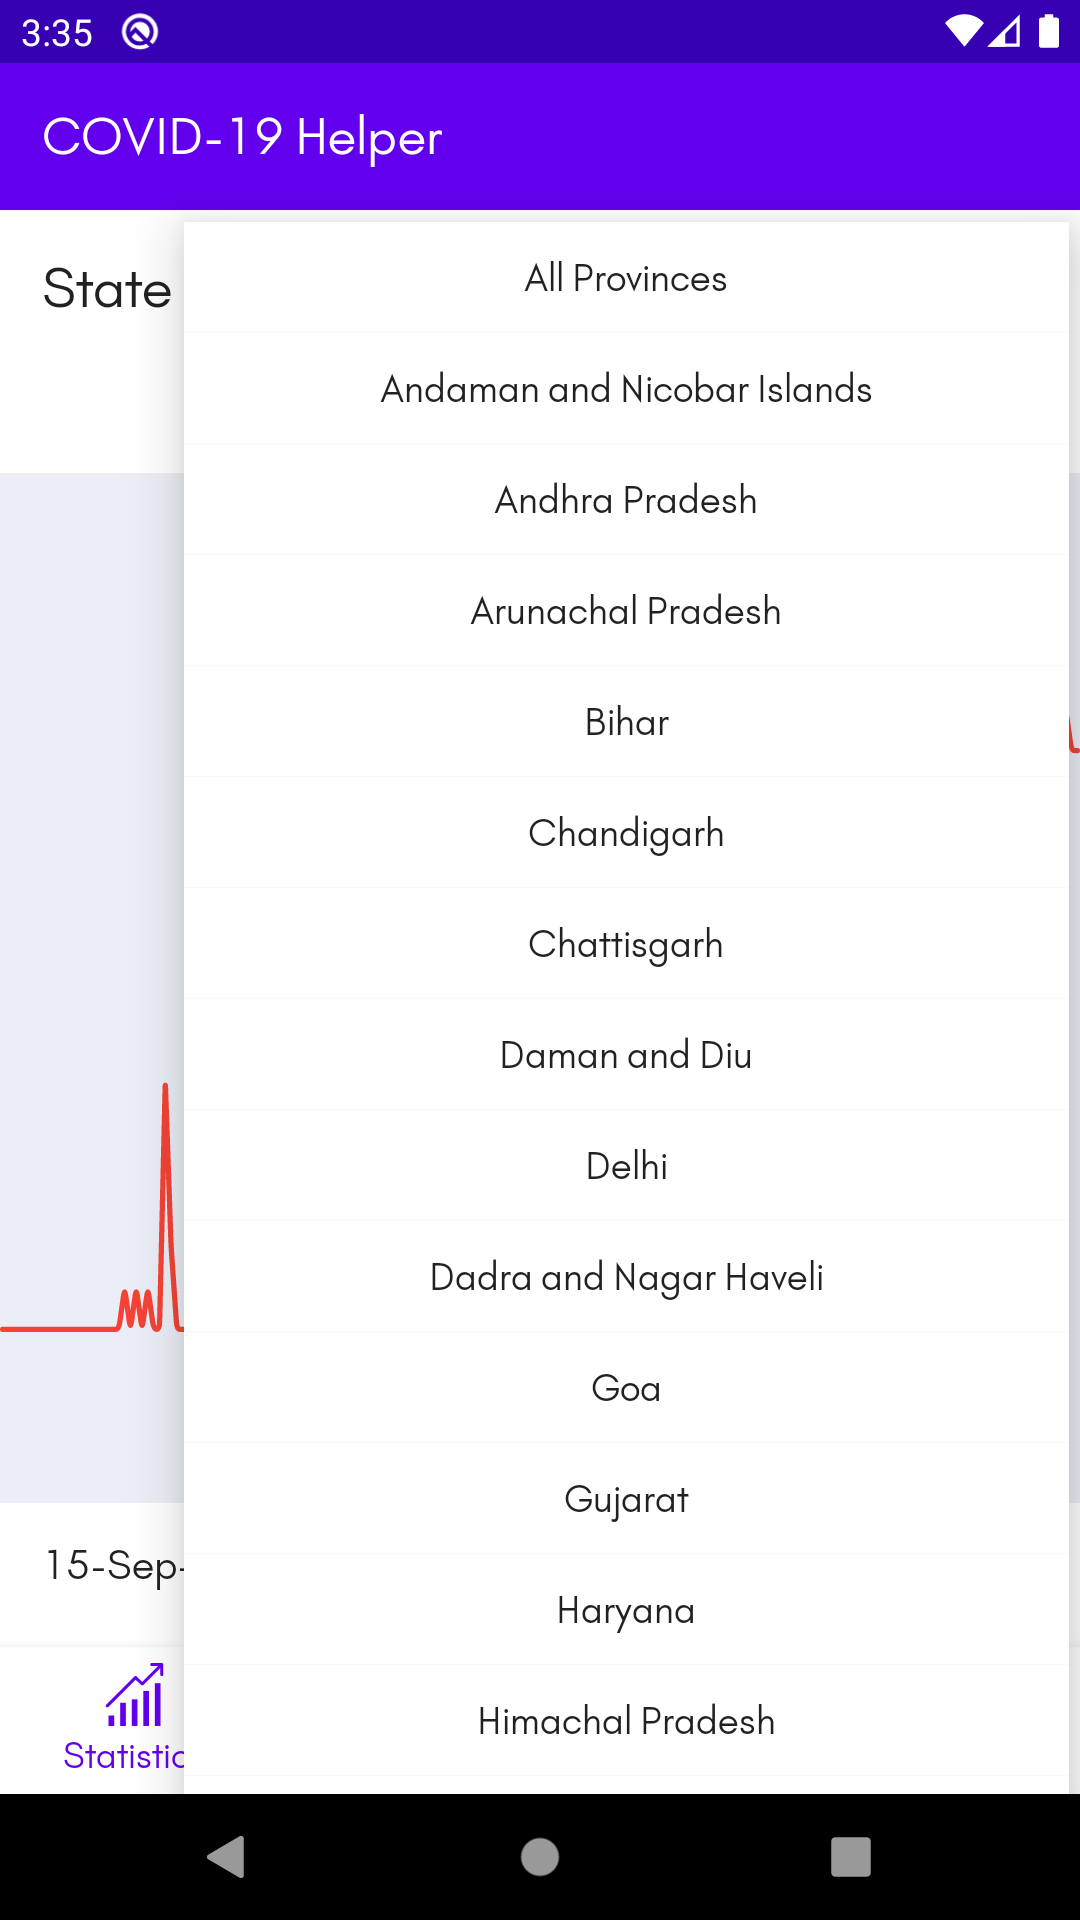 3:35
COVID-19 Helper
State
All Provinces
Andaman and Nicobar Islands
Andhra Pradesh
Arunachal Pradesh
Bihar
Chandigarh
Chattisgarh
Daman and Diu
Delhi
Dadra and Nagar Haveli
Goa
Gujarat
Haryana
Himachal Pradesh
15-Sep-
Statistic